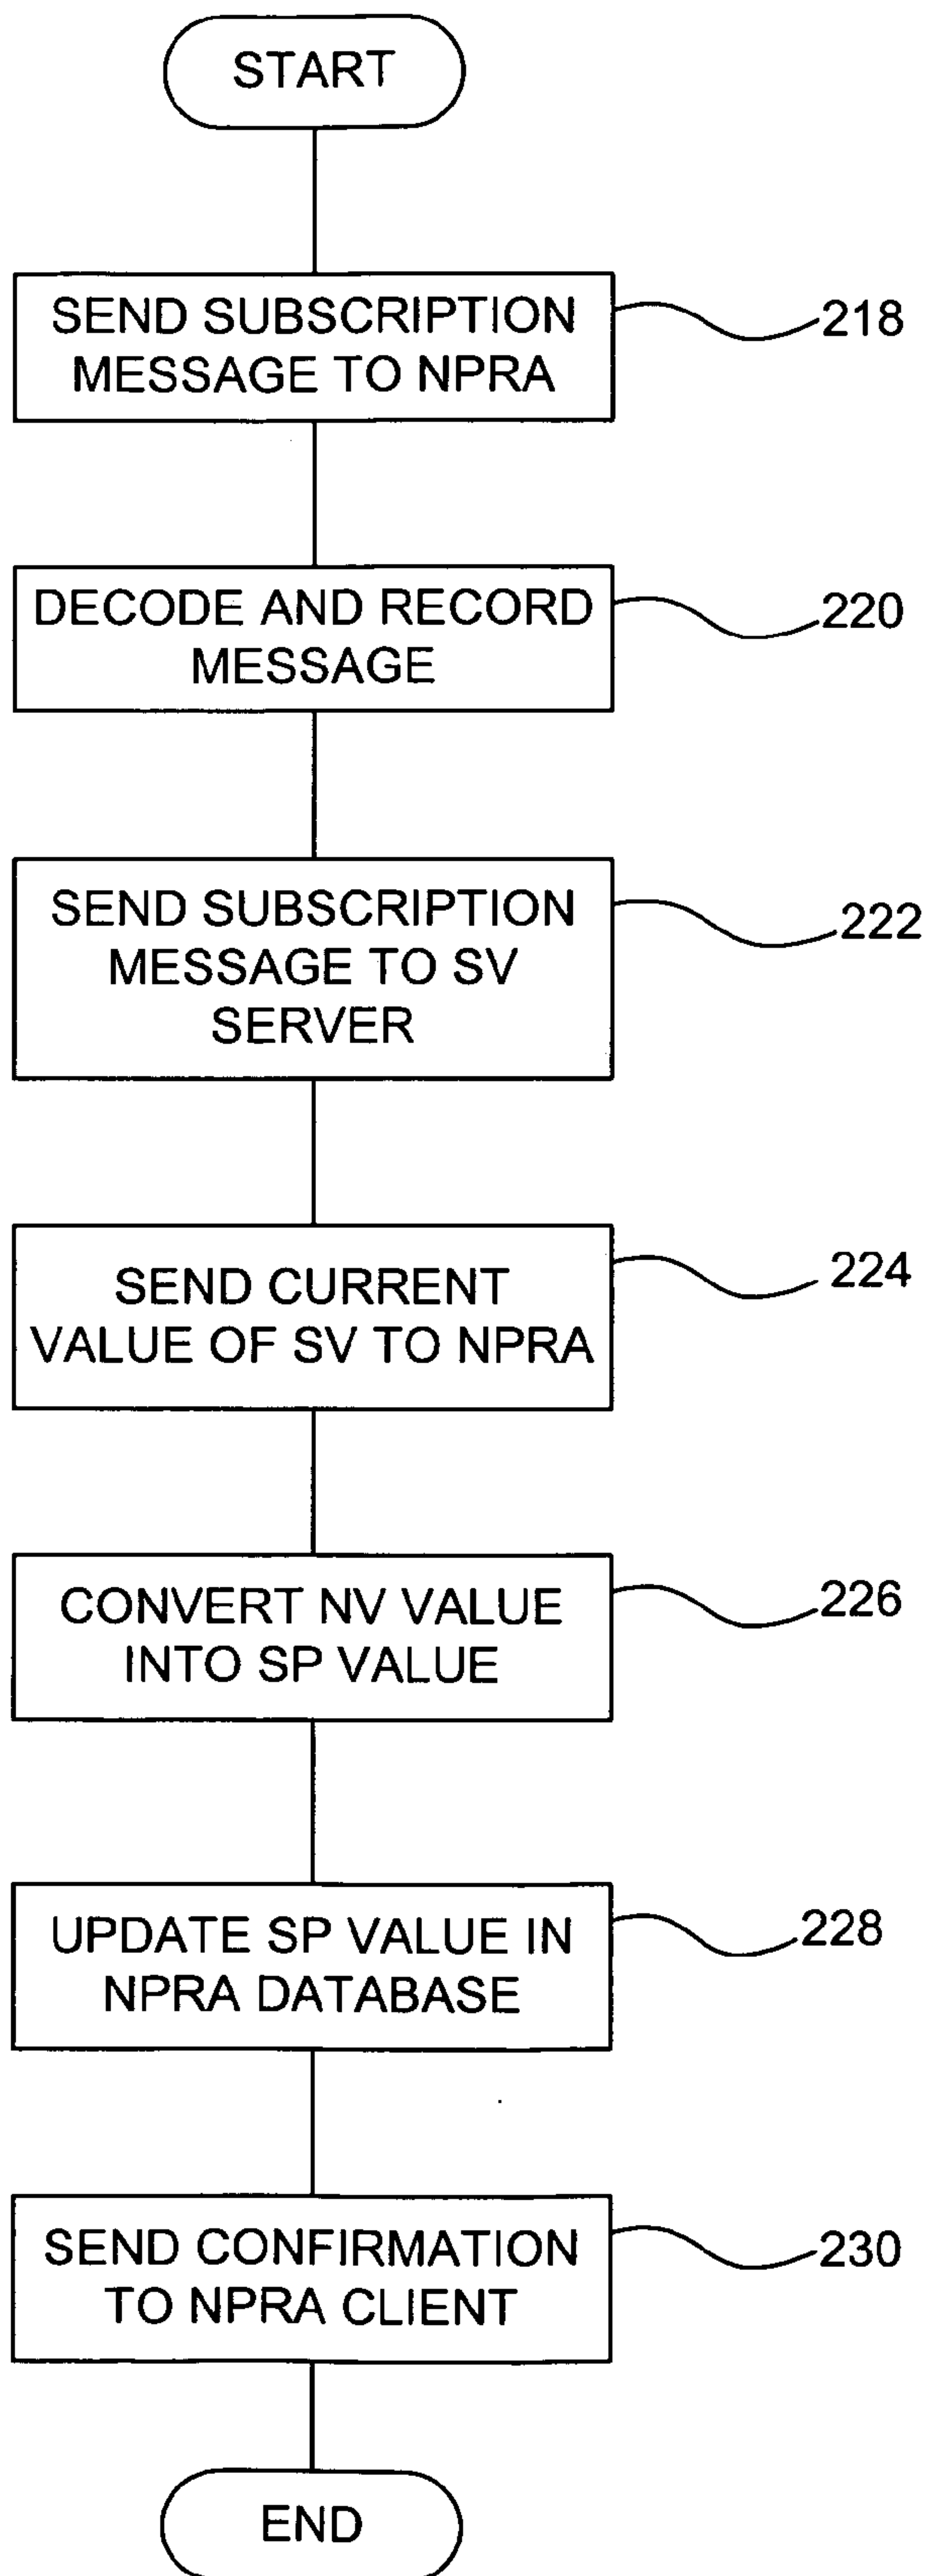 START
SEND SUBSCRIPTION
MESSAGE TO NPRA
218
DECODE AND RECORD
MESSAGE
220
SEND SUBSCRIPTION
MESSAGE TO SV
SERVER
222
SEND CURRENT
VALUE OF SV TO NPRA
224
CONVERT NV VALUE
INTO SP VALUE
226
UPDATE SP VALUE IN
NPRA DATABASE
228
SEND CONFIRMATION
TO NPRA CLIENT
230
END